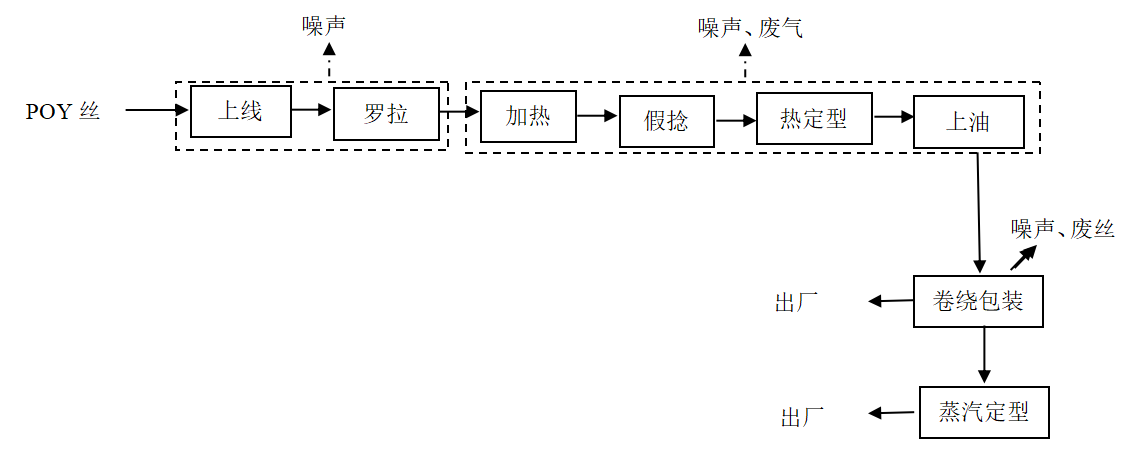 噪声
噪声、废气
POY 丝
上线
罗拉
加热
假捻
热定型
上油
噪声、废丝
出厂
卷绕包装
出厂
蒸汽定型